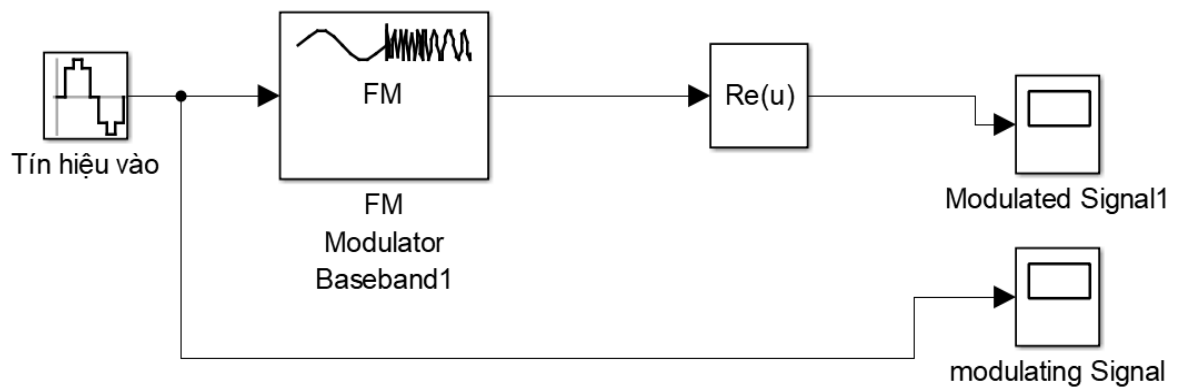 FM
Re(u)
Tín hiệu vào
FM
Modulator
Baseband1
Modulated Signal1
modulating Signal